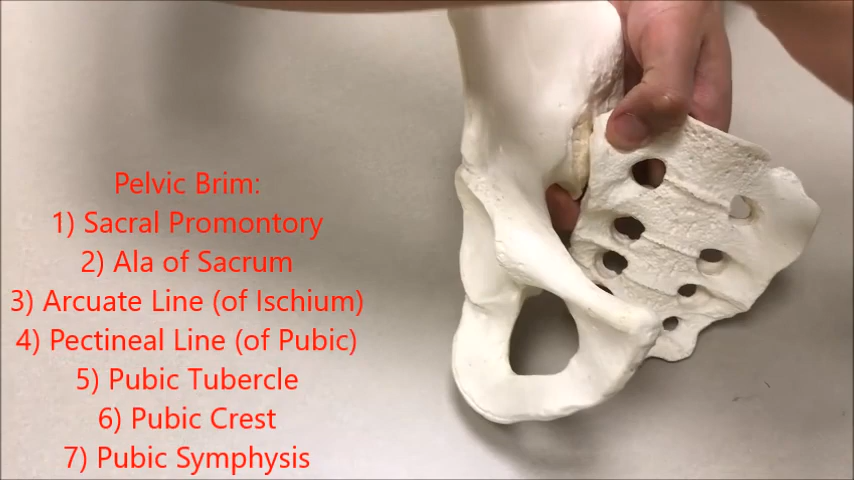 Pelvic Brim:
1) Sacral Promontory
2) Ala of Sacrum
3) Arcuate Line (of Ischium)
4) Pectineal Line (of Pubic)
5) Pubic Tubercle
6) Pubic Crest
7) Pubic Symphysis